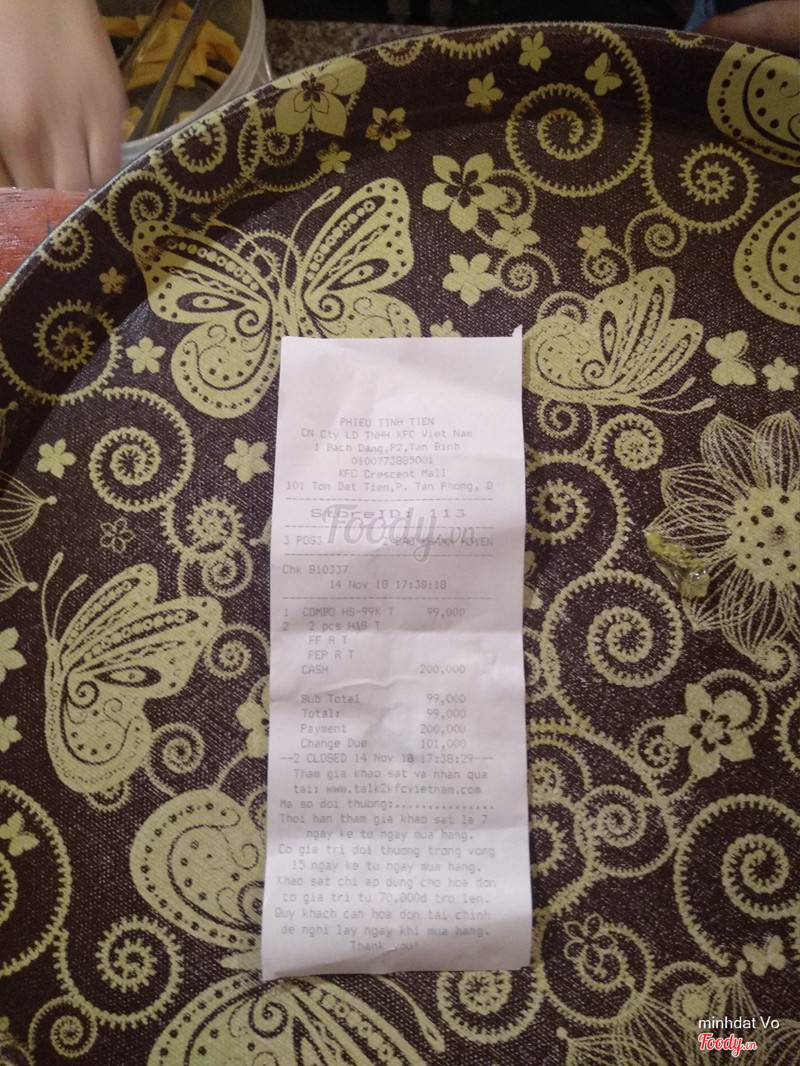 PHIEU TINH TIEN
CN Cty LD TNHH KFC Viet Nam
1 Bach Dang,P2,Tan Binh
0100773885001
KFC Crescent Mall
101 Ton Dat Tien,P. Tan Phong, Q
StoreID: 113
3 POS3
Chk 810337
14 Nov 18 17:38:18
1 COMBO HS-99K T 99,000
2 2 pcs H&S T
FF R T
PEP R T
CASH 200,000
Sub Total 99,000
Total: 99,000
Payment 200,000
Change Due 101,000
--2 CLOSED 14 Nov 18 17:38:29---
Tham gia khao sat va nhan qua
tai: www.talk2kfcvietnam.com
Ma so doi thuong:...............
Thoi han tham gia khao sat la 7
ngay ke tu ngay mua hang.
Co gia tri doi thuong trong vong
15 ngay ke tu ngay mua hang.
Khao sat chi ap dung cho hoa don
co gia tri tu 70.000d tro len.
Quy khach can hoa don tai chinh
de nghi lay ngay khi mua hang.
Thank you!
Foody.vn
minhdat Vo
Foody.vn